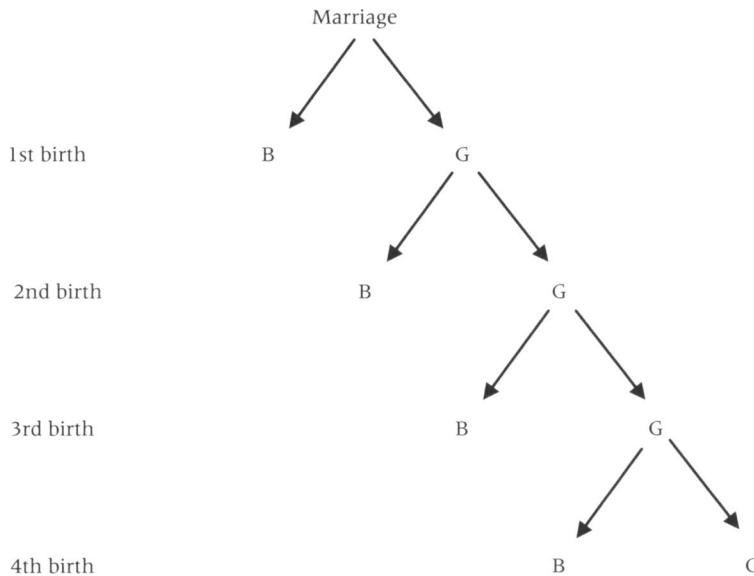 Marriage
1st birth B G
2nd birth B G
3rd birth B G
4th birth B